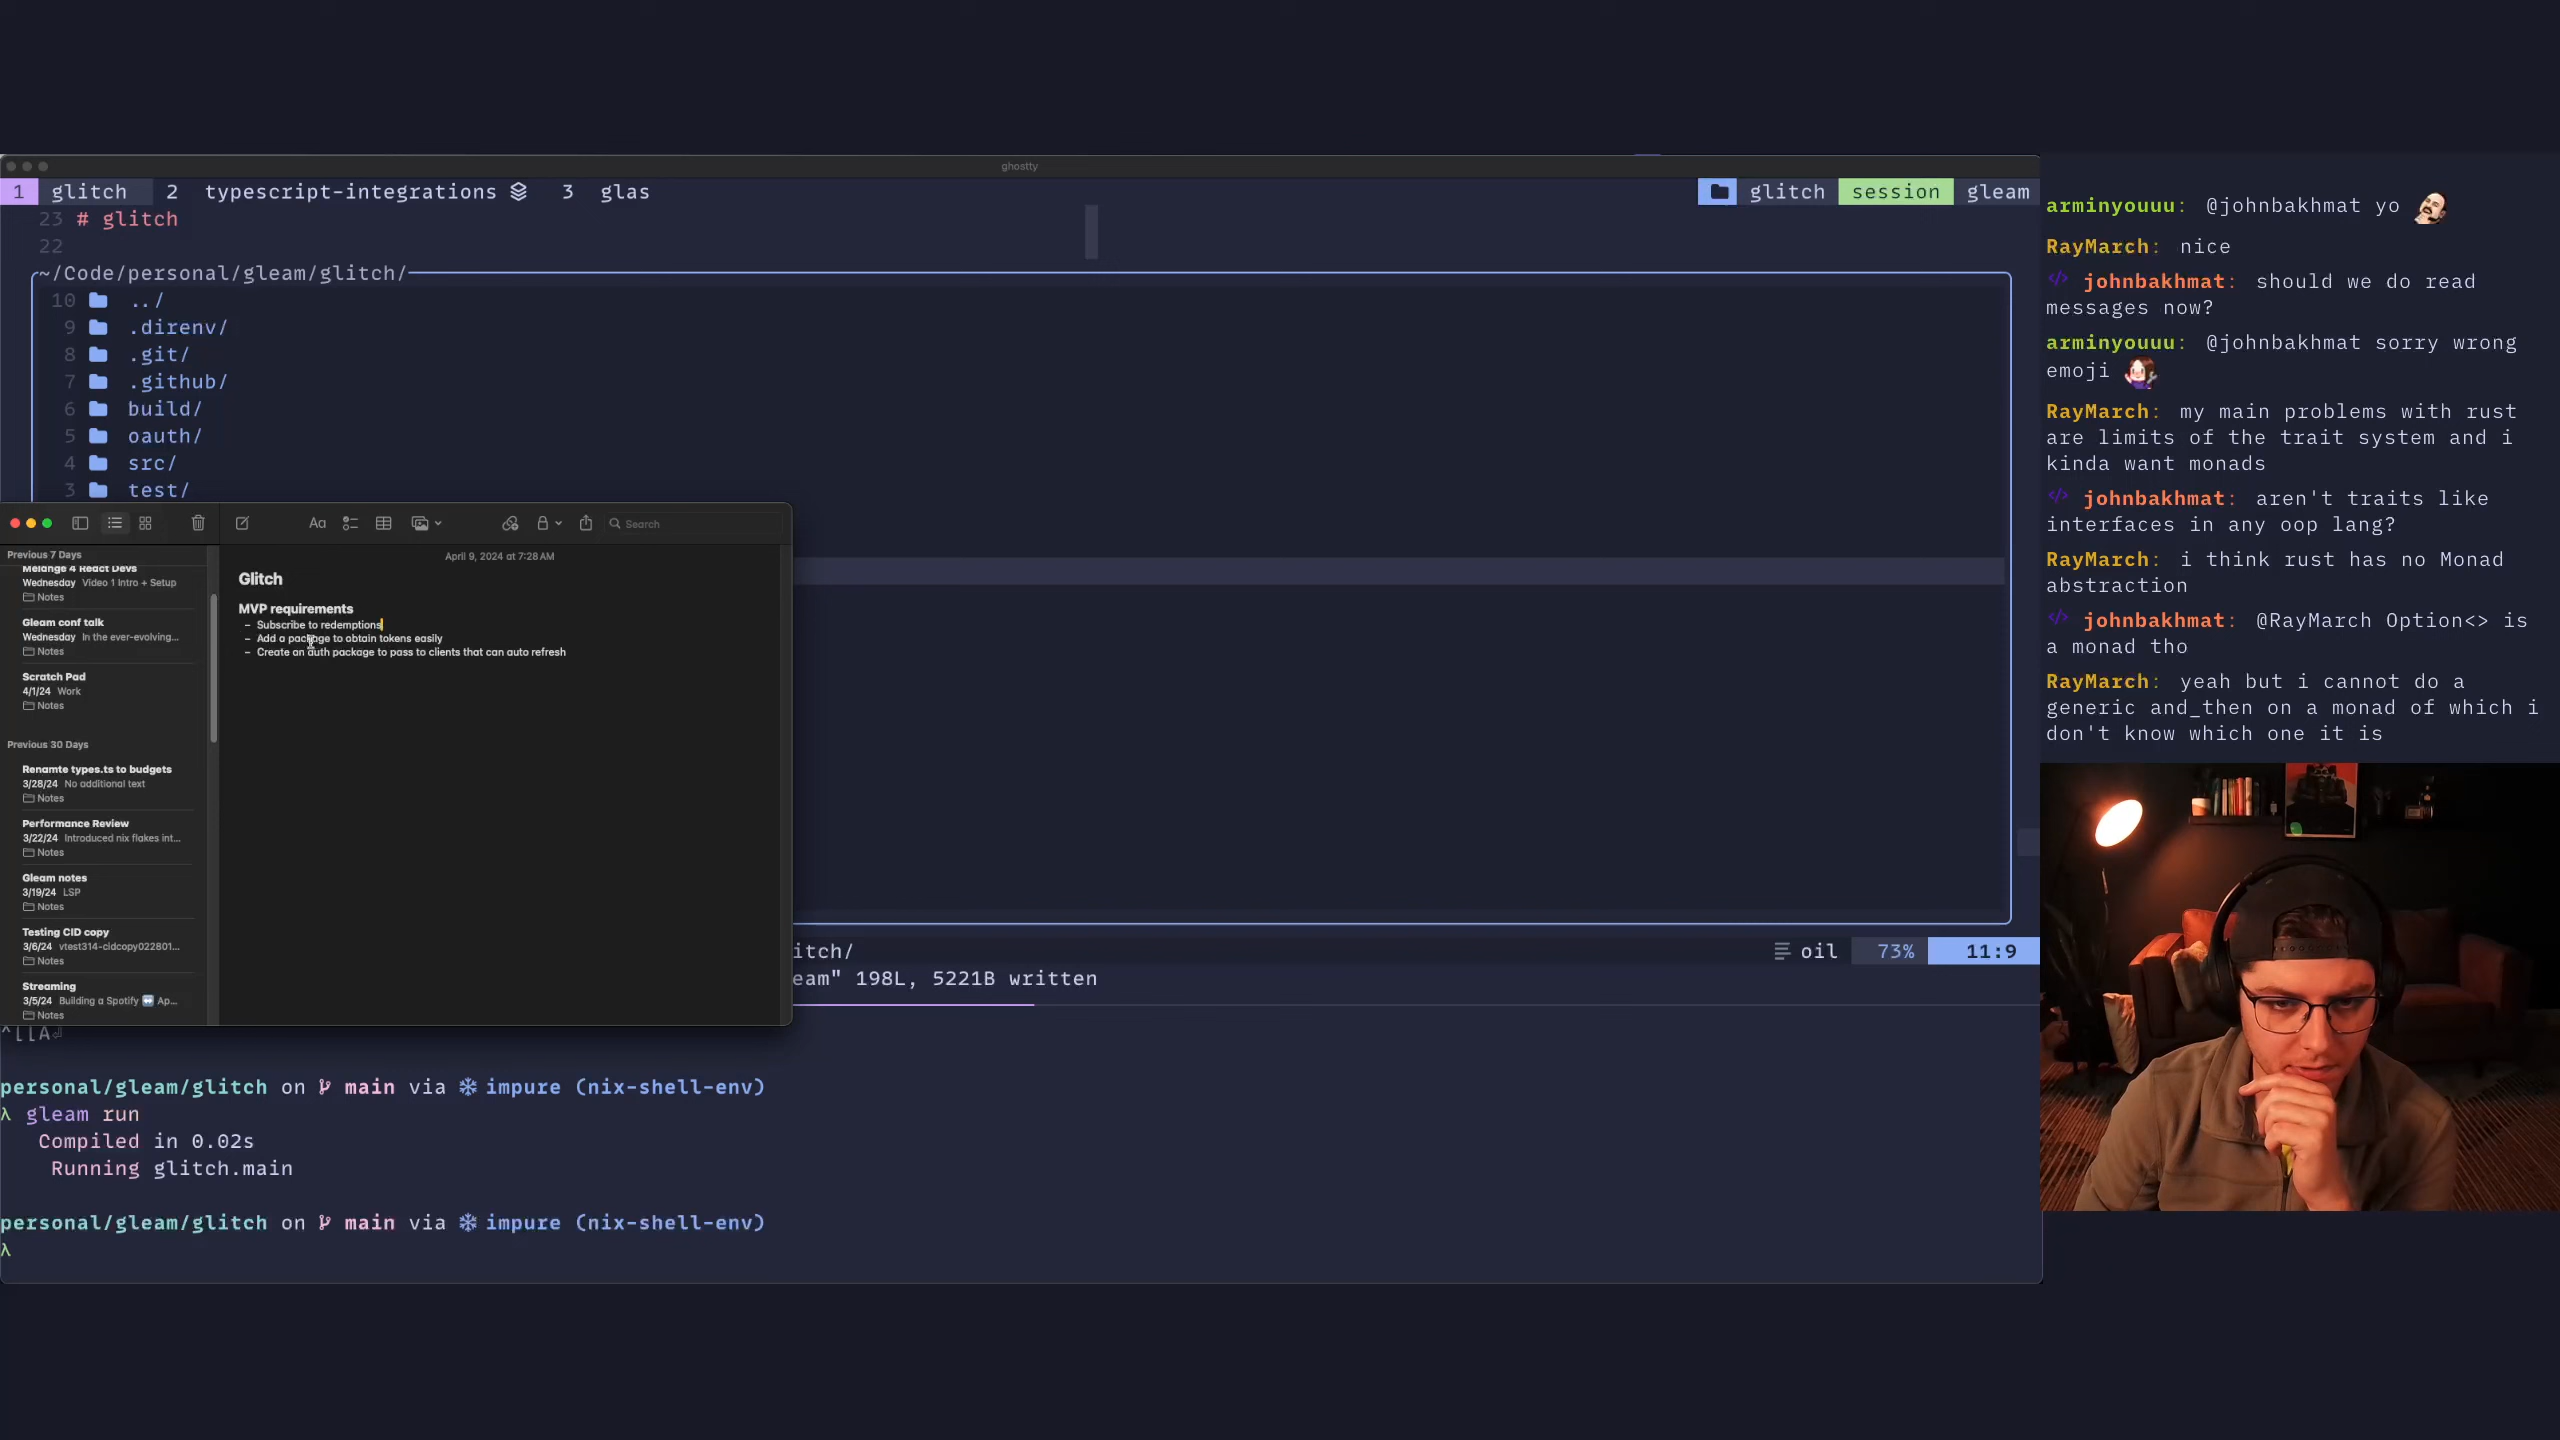 ghostty
1 glitch 2 typescript-integrations 3 glas
glitch session gleam
23 # glitch
22
~/Code/personal/gleam/glitch/
10 ../
9 .direnv/
8 .git/
7 .github/
6 build/
5 oauth/
4 src/
3 test/
Aa
Search
Previous 7 Days
Melange 4 React Devs
Wednesday Video 1 Intro + Setup
Notes
Gleam conf talk
Wednesday In the ever-evolving...
Notes
Scratch Pad
4/1/24 Work
Notes
Previous 30 Days
Renamte types.ts to budgets
3/28/24 No additional text
Notes
Performance Review
3/22/24 Introduced nix flakes int...
Notes
Gleam notes
3/19/24 LSP
Notes
Testing CID copy
3/6/24 vtest314-cidcopy022801...
Notes
Streaming
3/5/24 Building a Spotify ➡️ Ap...
Notes
April 9, 2024 at 7:28 AM
Glitch
MVP requirements
– Subscribe to redemptions
– Add a package to obtain tokens easily
– Create an auth package to pass to clients that can auto refresh
itch/
oil 73% 11:9
eam" 198L, 5221B written
^[[A⏎
personal/gleam/glitch on main via ❄ impure (nix-shell-env)
λ gleam run
Compiled in 0.02s
Running glitch.main
personal/gleam/glitch on main via ❄ impure (nix-shell-env)
λ
arminyouuu: @johnbakhmat yo
RayMarch: nice
</> johnbakhmat: should we do read
messages now?
arminyouuu: @johnbakhmat sorry wrong
emoji
RayMarch: my main problems with rust
are limits of the trait system and i
kinda want monads
</> johnbakhmat: aren't traits like
interfaces in any oop lang?
RayMarch: i think rust has no Monad
abstraction
</> johnbakhmat: @RayMarch Option<> is
a monad tho
RayMarch: yeah but i cannot do a
generic and_then on a monad of which i
don't know which one it is